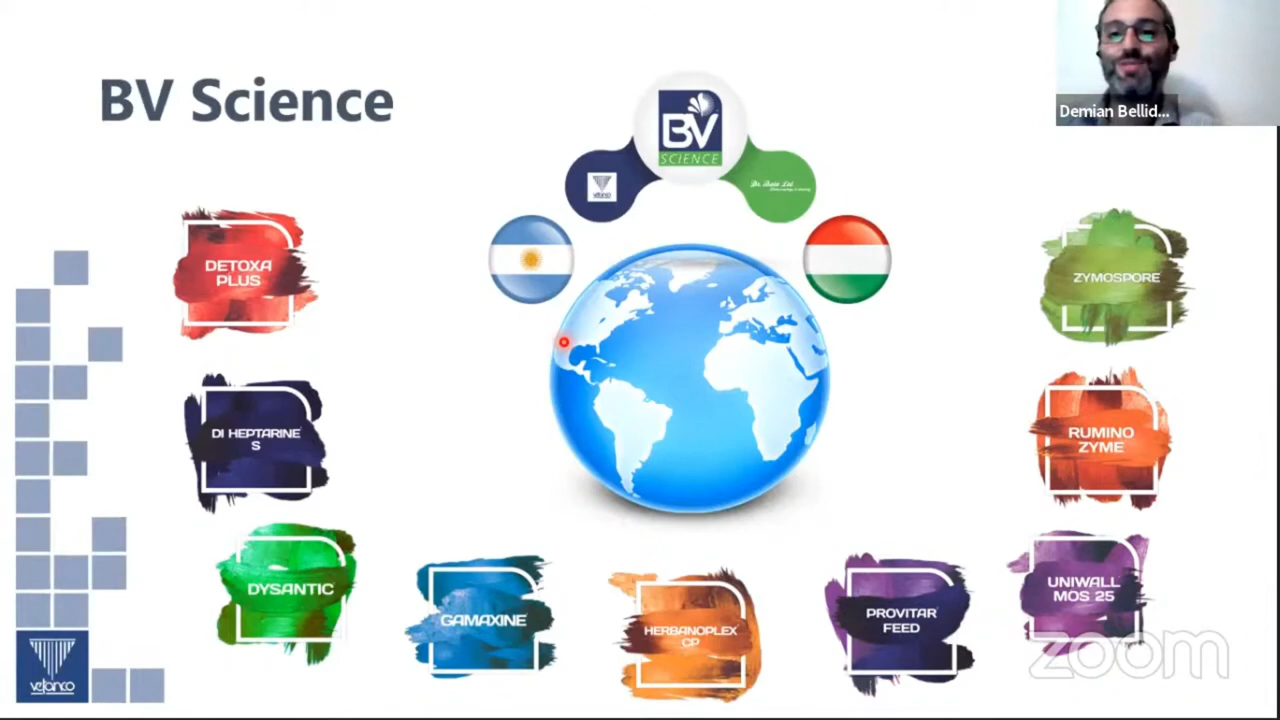 BV Science
Demian Bellid...
BV
SCIENCE
vetanco
DETOXA
PLUS
ZYMOSPORE
DI HEPTARINE
S
RUMINO
ZYME
DYSANTIC
GAMAXINE
HERBANOPLEX
CP
PROVITAR
FEED
UNIWALL
MOS 25
vetanco
zoom